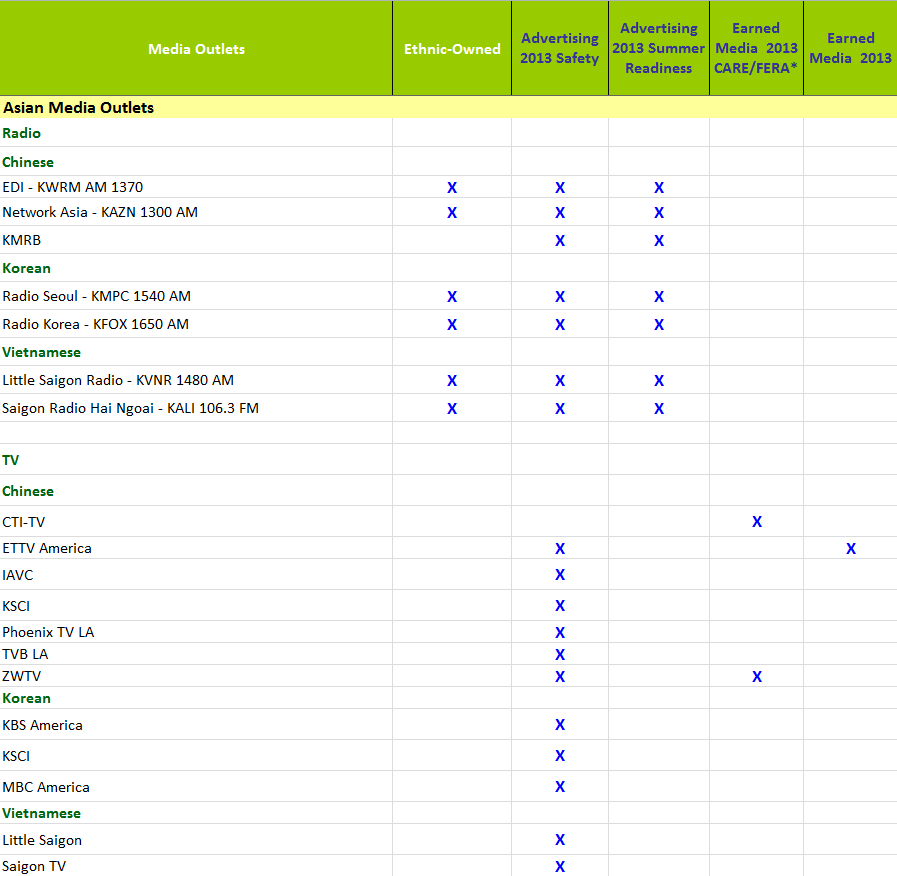 Media Outlets Ethnic-Owned Advertising 2013 Safety Advertising 2013 Summer Readiness Earned Media 2013 CARE/FERA* Earned Media 2013
Asian Media Outlets
Radio
Chinese
EDI - KWRM AM 1370 X X X
Network Asia - KAZN 1300 AM X X X
KMRB X X
Korean
Radio Seoul - KMPC 1540 AM X X X
Radio Korea - KFOX 1650 AM X X X
Vietnamese
Little Saigon Radio - KVNR 1480 AM X X X
Saigon Radio Hai Ngoai - KALI 106.3 FM X X X
TV
Chinese
CTI-TV X
ETTV America X X
IAVC X
KSCI X
Phoenix TV LA X
TVB LA X
ZWTV X X
Korean
KBS America X
KSCI X
MBC America X
Vietnamese
Little Saigon X
Saigon TV X